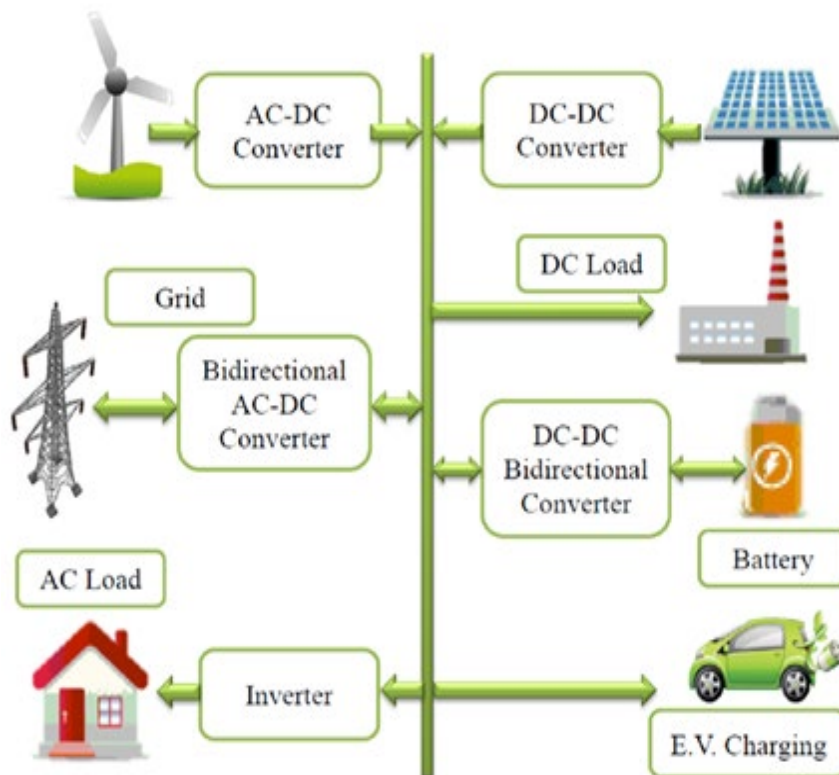 AC-DC
Converter
DC-DC
Converter
DC Load
Grid
Bidirectional
AC-DC
Converter
DC-DC
Bidirectional
Converter
Battery
AC Load
Inverter
E.V. Charging